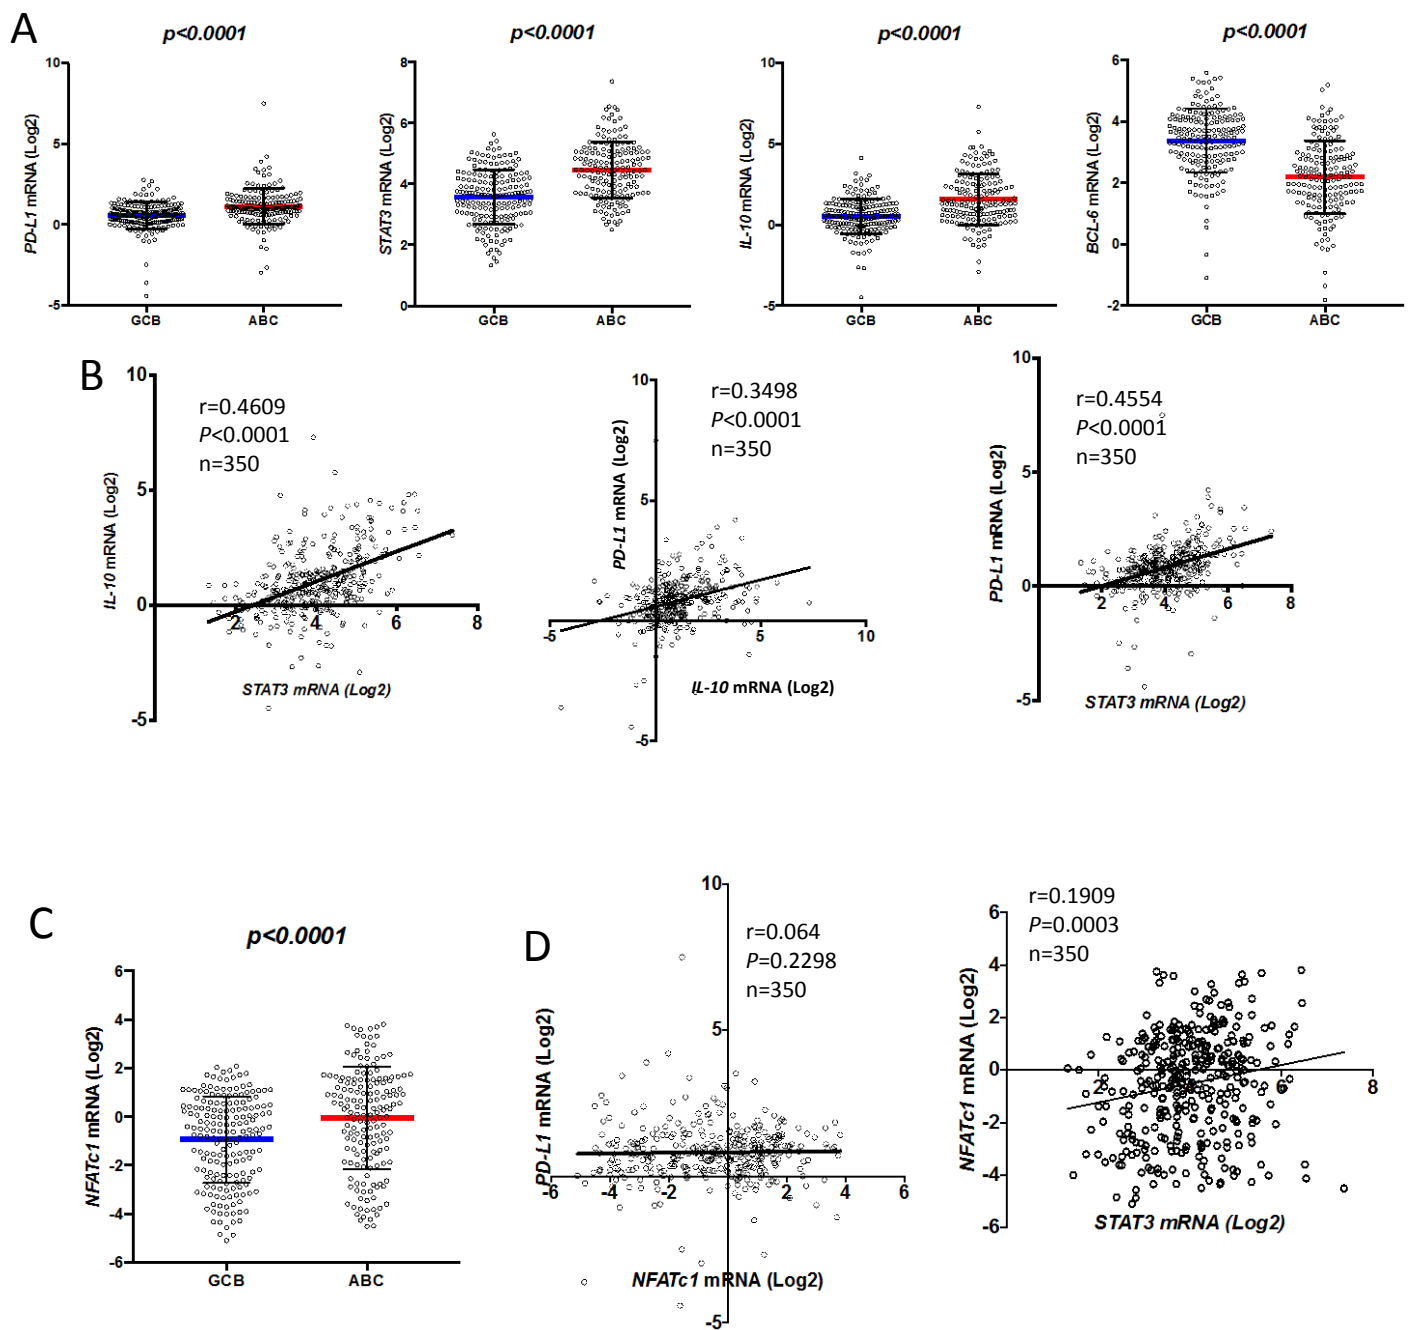 A
p<0.0001
p<0.0001
p<0.0001
p<0.0001
PD-L1 mRNA (Log2)
10
5
0
-5
GCB
ABC
STAT3 mRNA (Log2)
8
6
4
2
0
GCB
ABC
IL-10 mRNA (Log2)
10
5
0
-5
GCB
ABC
BCL-6 mRNA (Log2)
6
4
2
0
-2
GCB
ABC
B
r=0.4609
P<0.0001
n=350
IL-10 mRNA (Log2)
10
5
0
-5
2
4
6
8
STAT3 mRNA (Log2)
r=0.3498
P<0.0001
n=350
PD-L1 mRNA (Log2)
10
5
-5
-5
5
10
IL-10 mRNA (Log2)
r=0.4554
P<0.0001
n=350
PD-L1 mRNA (Log2)
10
5
0
-5
2
4
6
8
STAT3 mRNA (Log2)
C
p<0.0001
NFATc1 mRNA (Log2)
6
4
2
0
-2
-4
-6
GCB
ABC
D
r=0.064
P=0.2298
n=350
PD-L1 mRNA (Log2)
10
5
-5
-6
-4
-2
2
4
6
NFATc1 mRNA (Log2)
r=0.1909
P=0.0003
n=350
NFATc1 mRNA (Log2)
6
4
2
0
-2
-4
-6
2
4
6
8
STAT3 mRNA (Log2)